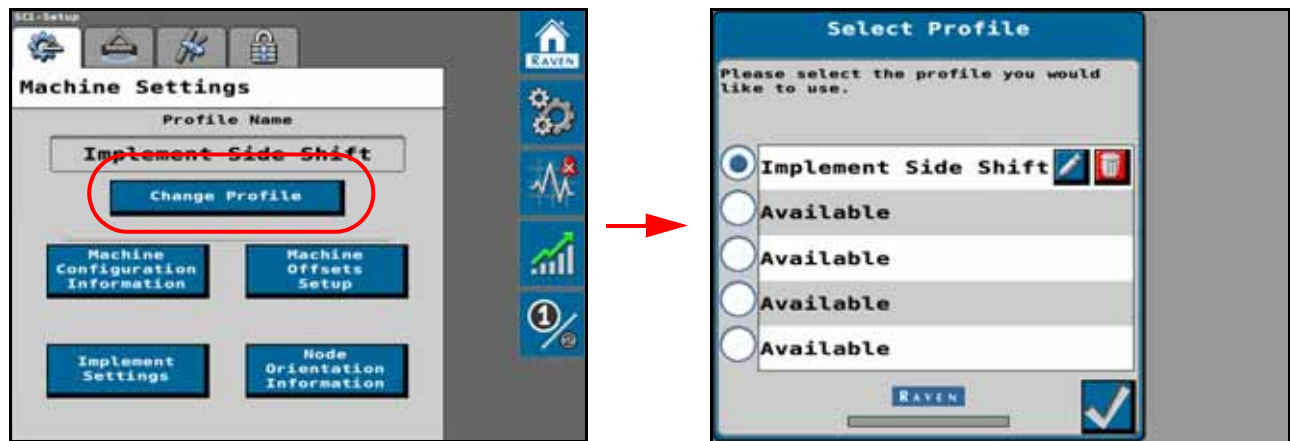 SCI-Setup
RAVEN
Machine Settings
Profile Name
Implement Side Shift
Change Profile
Machine
Configuration
Information
Machine
Offsets
Setup
1
Implement
Settings
Node
Orientation
Information
Select Profile
Please select the profile you would
like to use.
Implement Side Shift
Available
Available
Available
Available
RAVEN